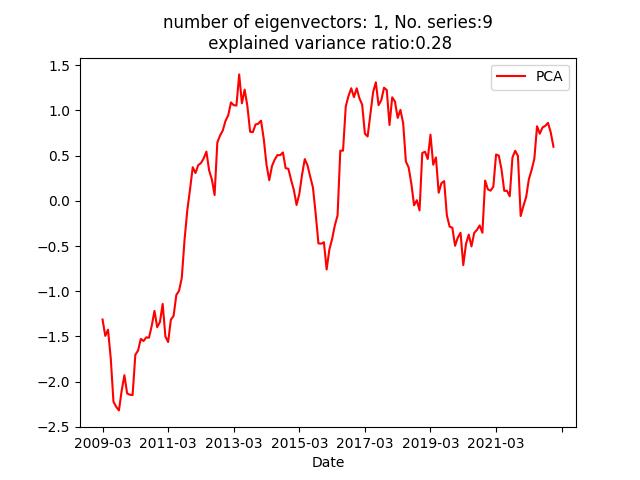 number of eigenvectors: 1, No. series:9
explained variance ratio:0.28
PCA
1.5
1.0
0.5
0.0
−0.5
−1.0
−1.5
−2.0
−2.5
2009-03 2011-03 2013-03 2015-03 2017-03 2019-03 2021-03
Date